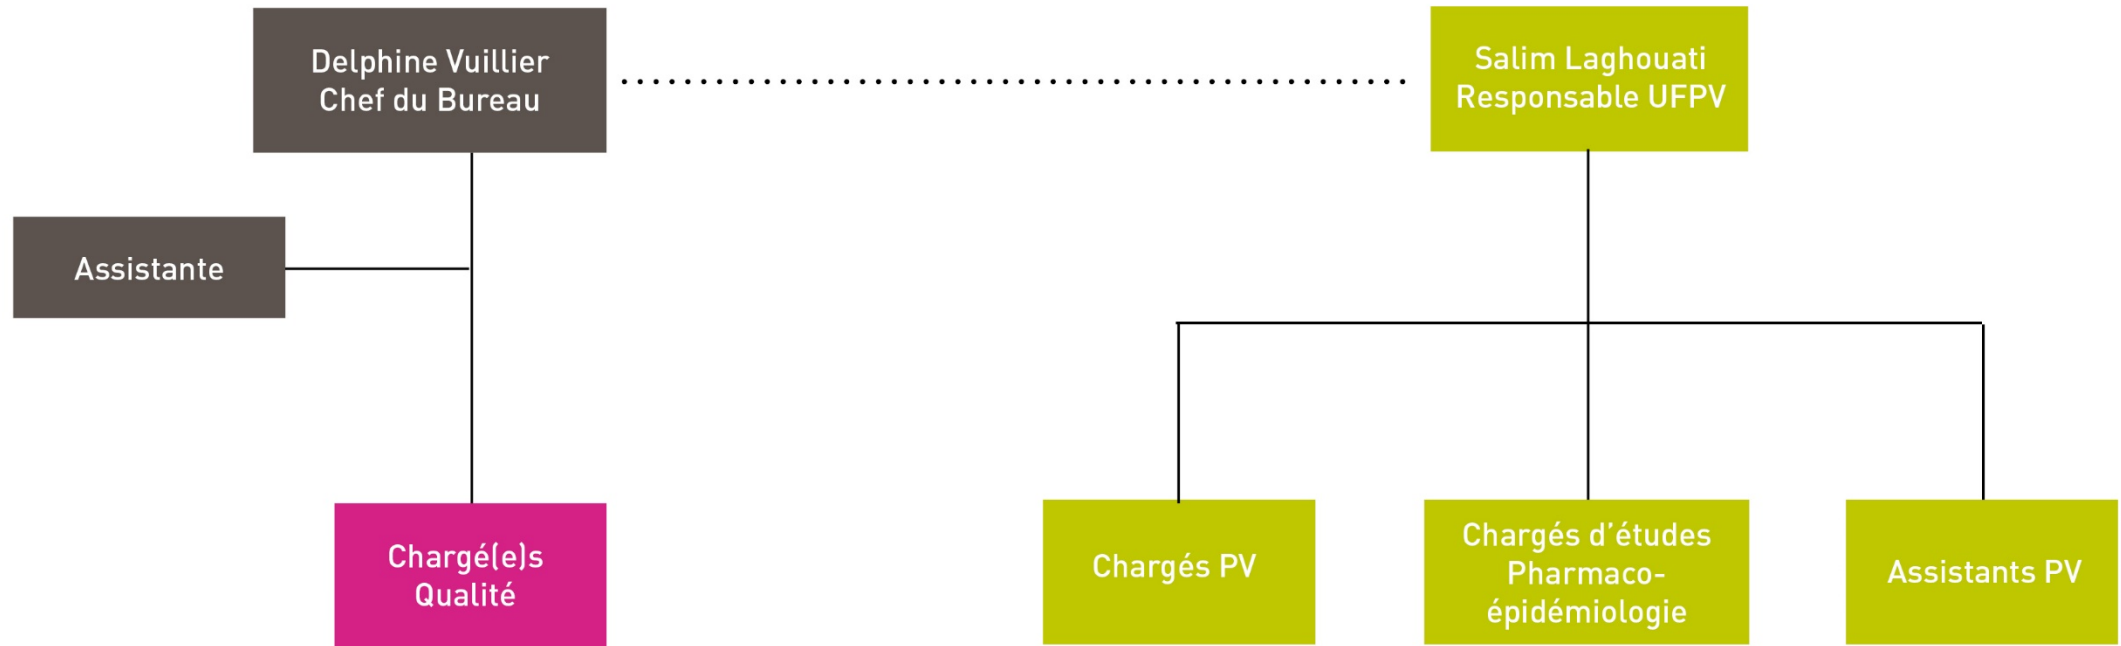 Delphine Vuillier
Chef du Bureau
Salim Laghouati
Responsable UFPV
Assistante
Chargé(e)s
Qualité
Chargés PV
Chargés d'études
Pharmaco-
épidémiologie
Assistants PV